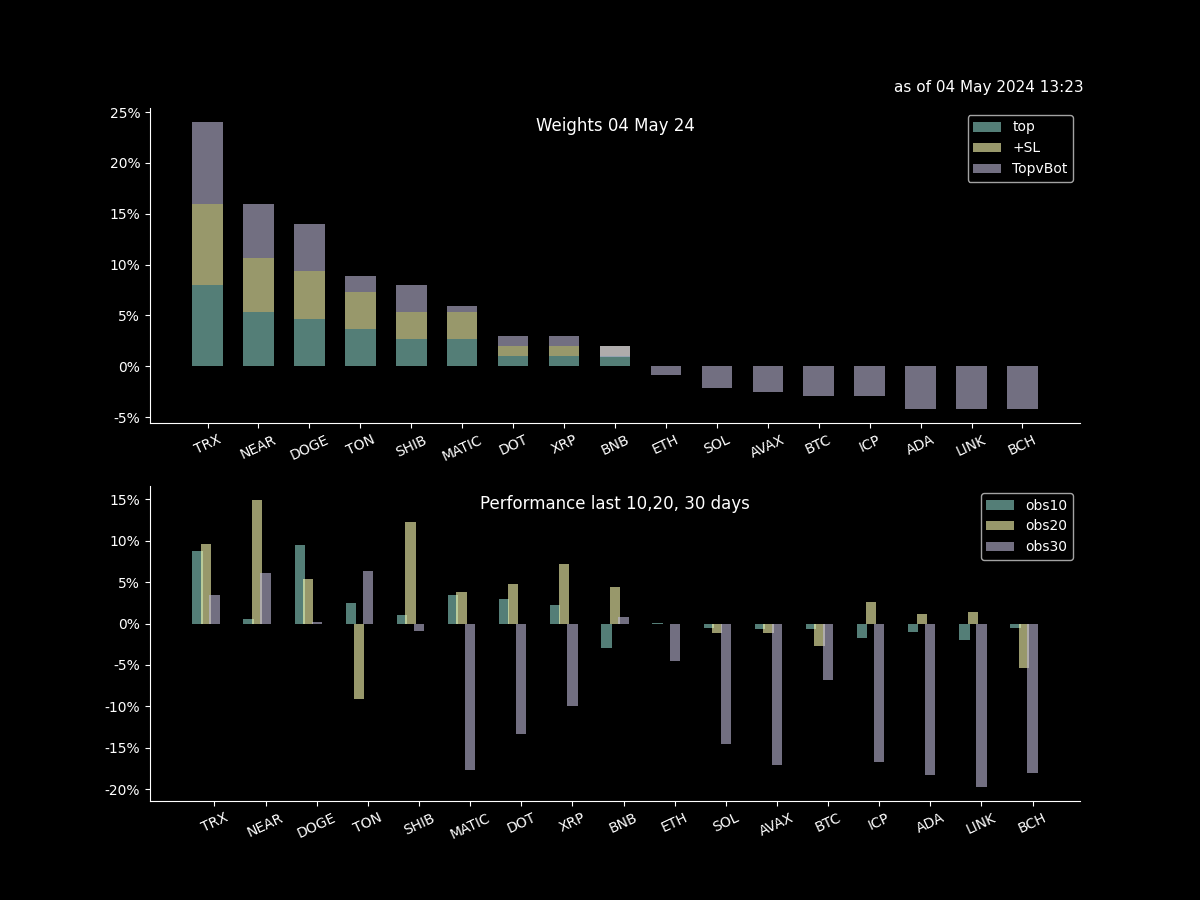 as of 04 May 2024 13:23
Weights 04 May 24
top
+SL
TopvBot
25%
20%
15%
10%
5%
0%
-5%
TRX NEAR DOGE TON SHIB MATIC DOT XRP BNB ETH SOL AVAX BTC ICP ADA LINK BCH
Performance last 10,20, 30 days
obs10
obs20
obs30
15%
10%
5%
0%
-5%
-10%
-15%
-20%
TRX NEAR DOGE TON SHIB MATIC DOT XRP BNB ETH SOL AVAX BTC ICP ADA LINK BCH